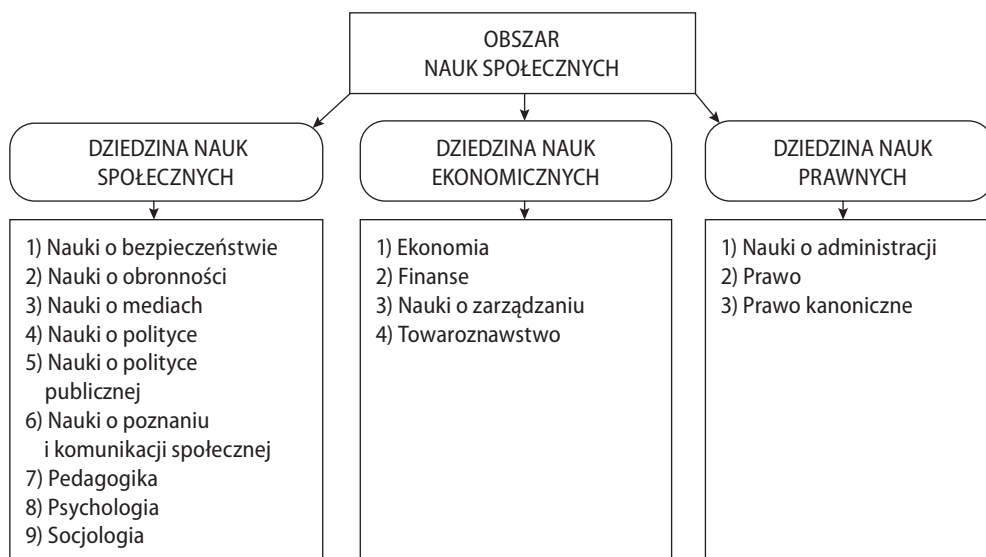 OBSZAR
NAUK SPOŁECZNYCH
DZIEDZINA NAUK
SPOŁECZNYCH
1) Nauki o bezpieczeństwie
2) Nauki o obronności
3) Nauki o mediach
4) Nauki o polityce
5) Nauki o polityce
publicznej
6) Nauki o poznaniu
i komunikacji społecznej
7) Pedagogika
8) Psychologia
9) Socjologia
DZIEDZINA NAUK
EKONOMICZNYCH
1) Ekonomia
2) Finanse
3) Nauki o zarządzaniu
4) Towaroznawstwo
DZIEDZINA NAUK
PRAWNYCH
1) Nauki o administracji
2) Prawo
3) Prawo kanoniczne